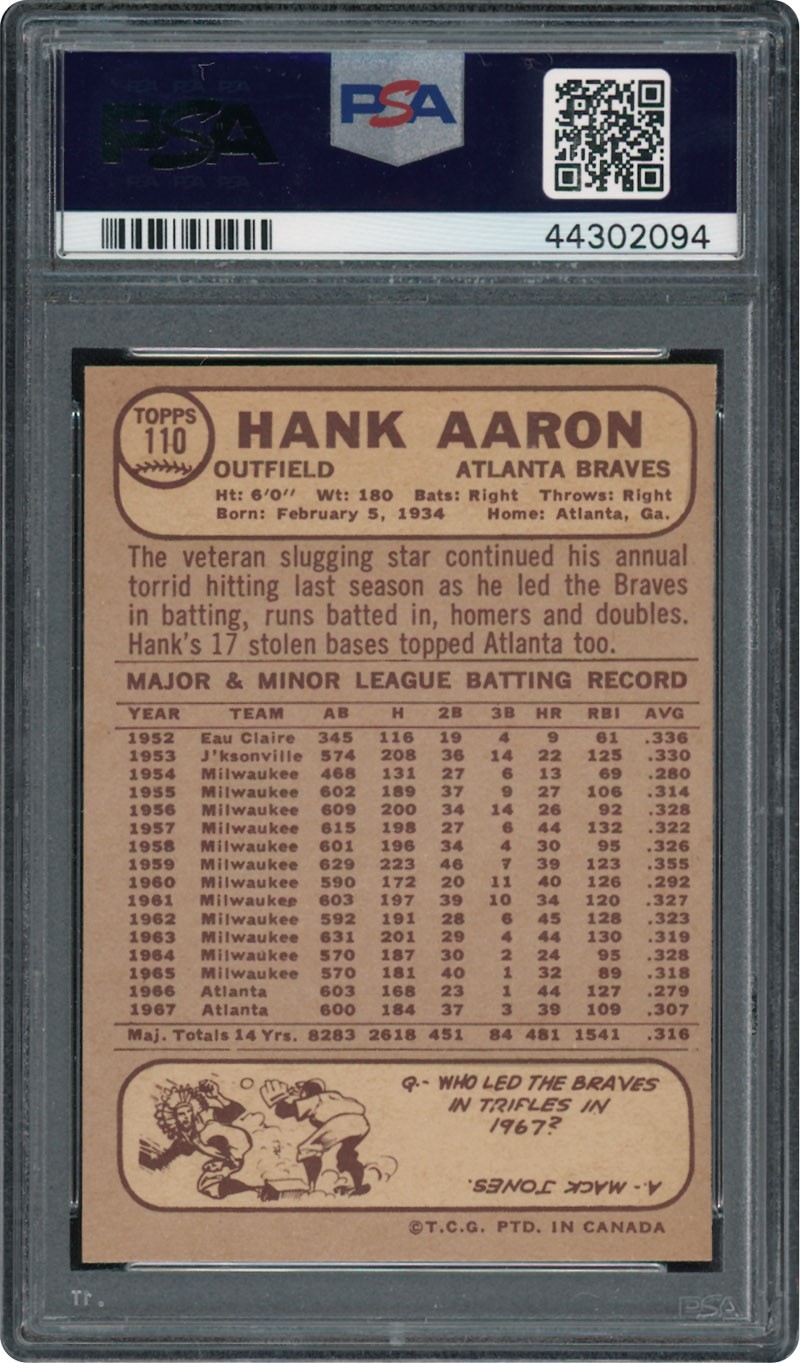 PSA
PSA
44302094
TOPPS
110
HANK AARON
OUTFIELD ATLANTA BRAVES
Ht: 6'0" Wt: 180 Bats: Right Throws: Right
Born: February 5, 1934 Home: Atlanta, Ga.
The veteran slugging star continued his annual
torrid hitting last season as he led the Braves
in batting, runs batted in, homers and doubles.
Hank's 17 stolen bases topped Atlanta too.
MAJOR & MINOR LEAGUE BATTING RECORD
YEAR TEAM AB H 2B 3B HR RBI AVG
1952 Eau Claire 345 116 19 4 9 61 .336
1953 J'ksonville 574 208 36 14 22 125 .330
1954 Milwaukee 468 131 27 6 13 69 .280
1955 Milwaukee 602 189 37 9 27 106 .314
1956 Milwaukee 609 200 34 14 26 92 .328
1957 Milwaukee 615 198 27 6 44 132 .322
1958 Milwaukee 601 196 34 4 30 95 .326
1959 Milwaukee 629 223 46 7 39 123 .355
1960 Milwaukee 590 172 20 11 40 126 .292
1961 Milwaukee 603 197 39 10 34 120 .327
1962 Milwaukee 592 191 28 6 45 128 .323
1963 Milwaukee 631 201 29 4 44 130 .319
1964 Milwaukee 570 187 30 2 24 95 .328
1965 Milwaukee 570 181 40 1 32 89 .318
1966 Atlanta 603 168 23 1 44 127 .279
1967 Atlanta 600 184 37 3 39 109 .307
Maj. Totals 14 Yrs. 8283 2618 451 84 481 1541 .316
Q.- WHO LED THE BRAVES
IN TRIFLES IN
1967?
A.- MACK JONES.
©T.C.G. PTD. IN CANADA
PSA